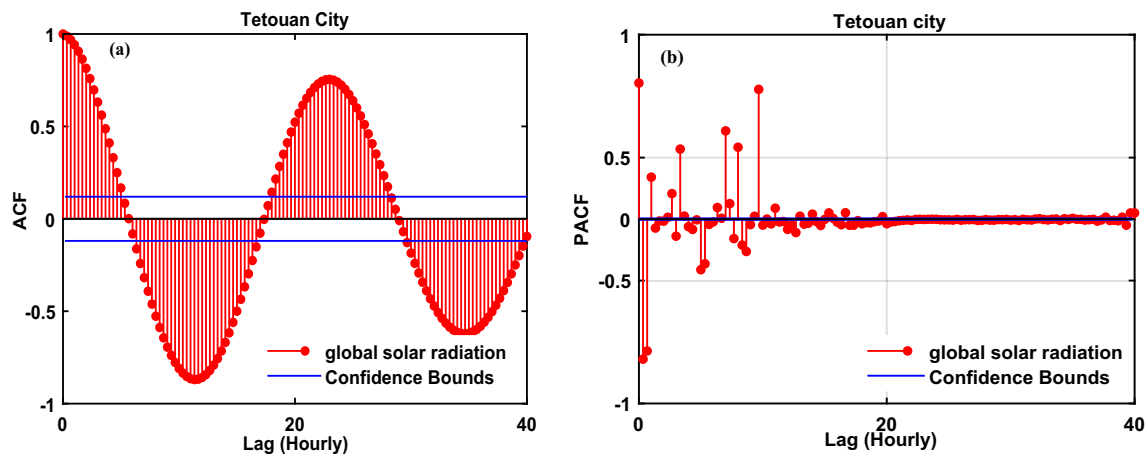 Tetouan City
(a)
ACF
1
0.5
0
-0.5
-1
global solar radiation
Confidence Bounds
0
20
40
Lag (Hourly)
Tetouan city
(b)
PACF
1
0.5
0
-0.5
-1
global solar radiation
Confidence Bounds
0
20
40
Lag (Hourly)